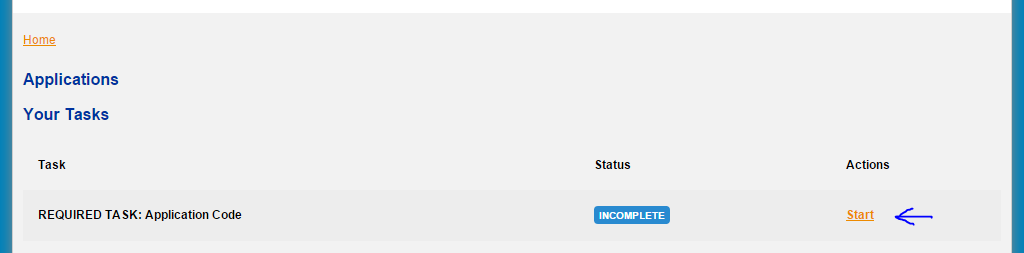 Home
Applications
Your Tasks
Task Status Actions
REQUIRED TASK: Application Code INCOMPLETE Start